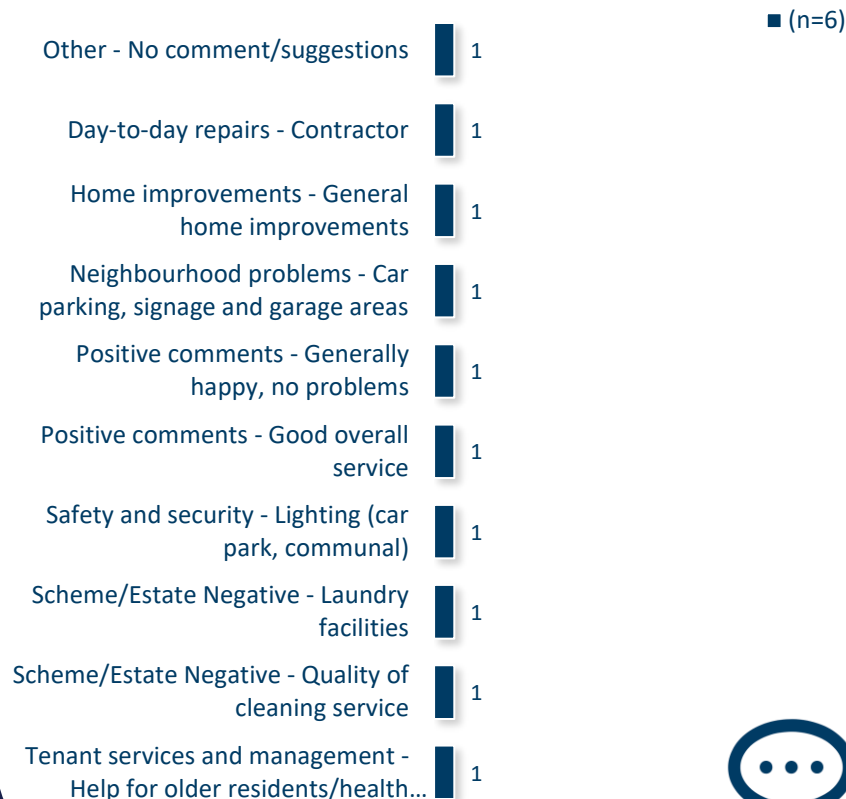 ■ (n=6)
Other - No comment/suggestions 1
Day-to-day repairs - Contractor 1
Home improvements - General
home improvements 1
Neighbourhood problems - Car
parking, signage and garage areas 1
Positive comments - Generally
happy, no problems 1
Positive comments - Good overall
service 1
Safety and security - Lighting (car
park, communal) 1
Scheme/Estate Negative - Laundry
facilities 1
Scheme/Estate Negative - Quality of
cleaning service 1
Tenant services and management -
Help for older residents/health… 1